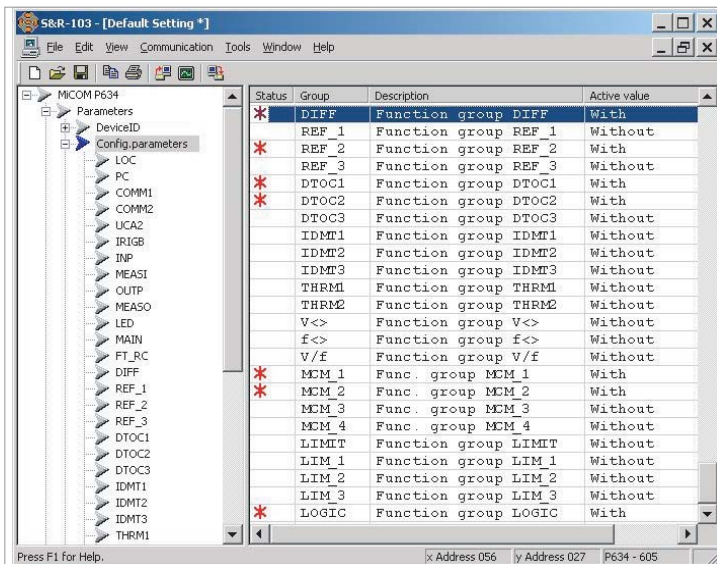 S&R-103 - [Default Setting *]
File Edit View Communication Tools Window Help
MiCOM P634
Parameters
DeviceID
Config.parameters
LOC
PC
COMM1
COMM2
UCA2
IRIGB
INP
MEASI
OUTP
MEASO
LED
MAIN
FT_RC
DIFF
REF_1
REF_2
REF_3
DTOC1
DTOC2
DTOC3
IDMT1
IDMT2
IDMT3
THRM1
Status Group Description Active value
DIFF Function group DIFF With
REF_1 Function group REF_1 Without
REF_2 Function group REF_2 With
REF_3 Function group REF_3 Without
DTOC1 Function group DTOC1 With
DTOC2 Function group DTOC2 With
DTOC3 Function group DTOC3 Without
IDMT1 Function group IDMT1 Without
IDMT2 Function group IDMT2 Without
IDMT3 Function group IDMT3 Without
THRM1 Function group THRM1 Without
THRM2 Function group THRM2 Without
V<> Function group V<> Without
f<> Function group f<> Without
V/f Function group V/f Without
MCM_1 Func. group MCM_1 With
MCM_2 Func. group MCM_2 With
MCM_3 Func. group MCM_3 Without
MCM_4 Func. group MCM_4 Without
LIMIT Function group LIMIT Without
LIM_1 Function group LIM_1 Without
LIM_2 Function group LIM_2 Without
LIM_3 Function group LIM_3 Without
LOGIC Function group LOGIC With
Press F1 for Help. x Address 056 y Address 027 P634 - 605